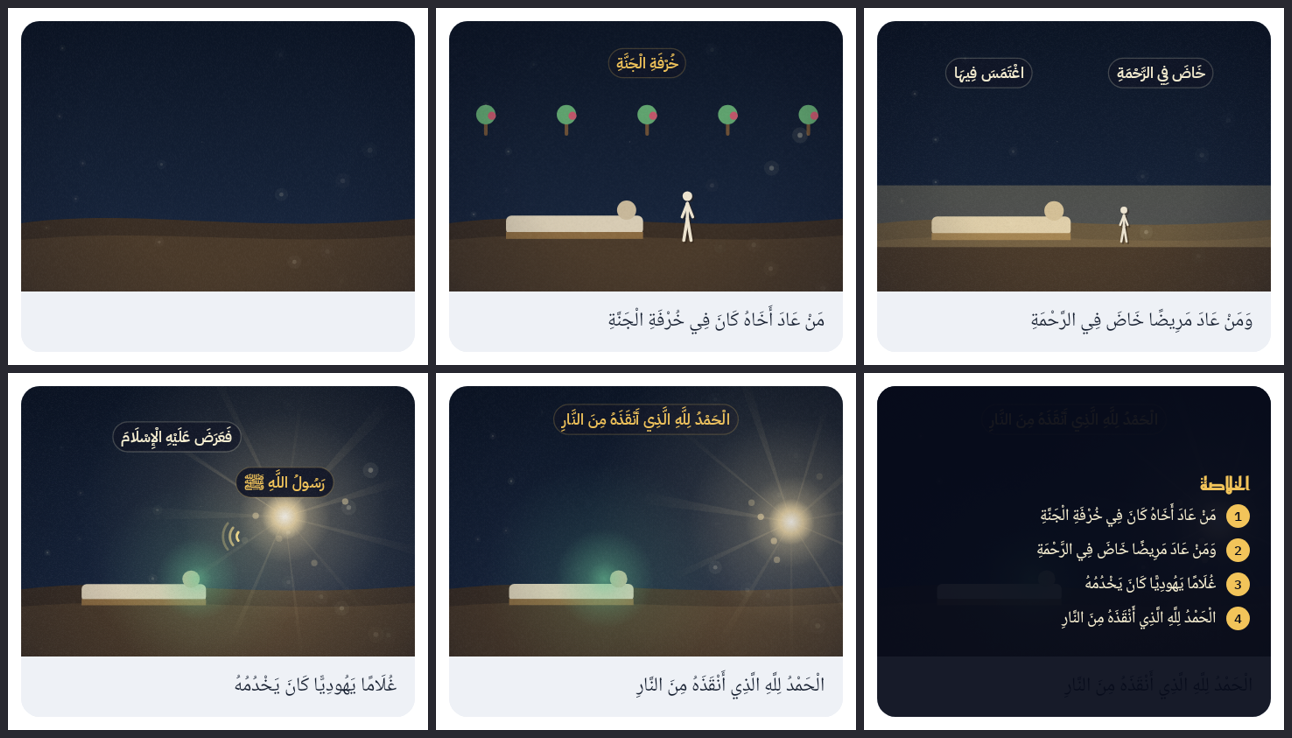 خُرْفَةِ الْجَنَّةِ
مَنْ عَادَ أَخَاهُ كَانَ فِي خُرْفَةِ الْجَنَّةِ
خَاضَ فِي الرَّحْمَةِ
اغْتَمَسَ فِيهَا
وَمَنْ عَادَ مَرِيضًا خَاضَ فِي الرَّحْمَةِ
فَعَرَضَ عَلَيْهِ الْإِسْلَامَ
رَسُولُ اللَّهِ ﷺ
غُلَامًا يَهُودِيًّا كَانَ يَخْدُمُهُ
الْحَمْدُ لِلَّهِ الَّذِي أَنْقَذَهُ مِنَ النَّارِ
الْحَمْدُ لِلَّهِ الَّذِي أَنْقَذَهُ مِنَ النَّارِ
الْحَمْدُ لِلَّهِ الَّذِي أَنْقَذَهُ مِنَ النَّارِ
الخلاصة
1 مَنْ عَادَ أَخَاهُ كَانَ فِي خُرْفَةِ الْجَنَّةِ
2 وَمَنْ عَادَ مَرِيضًا خَاضَ فِي الرَّحْمَةِ
3 غُلَامًا يَهُودِيًّا كَانَ يَخْدُمُهُ
4 الْحَمْدُ لِلَّهِ الَّذِي أَنْقَذَهُ مِنَ النَّارِ
الْحَمْدُ لِلَّهِ الَّذِي أَنْقَذَهُ مِنَ النَّارِ